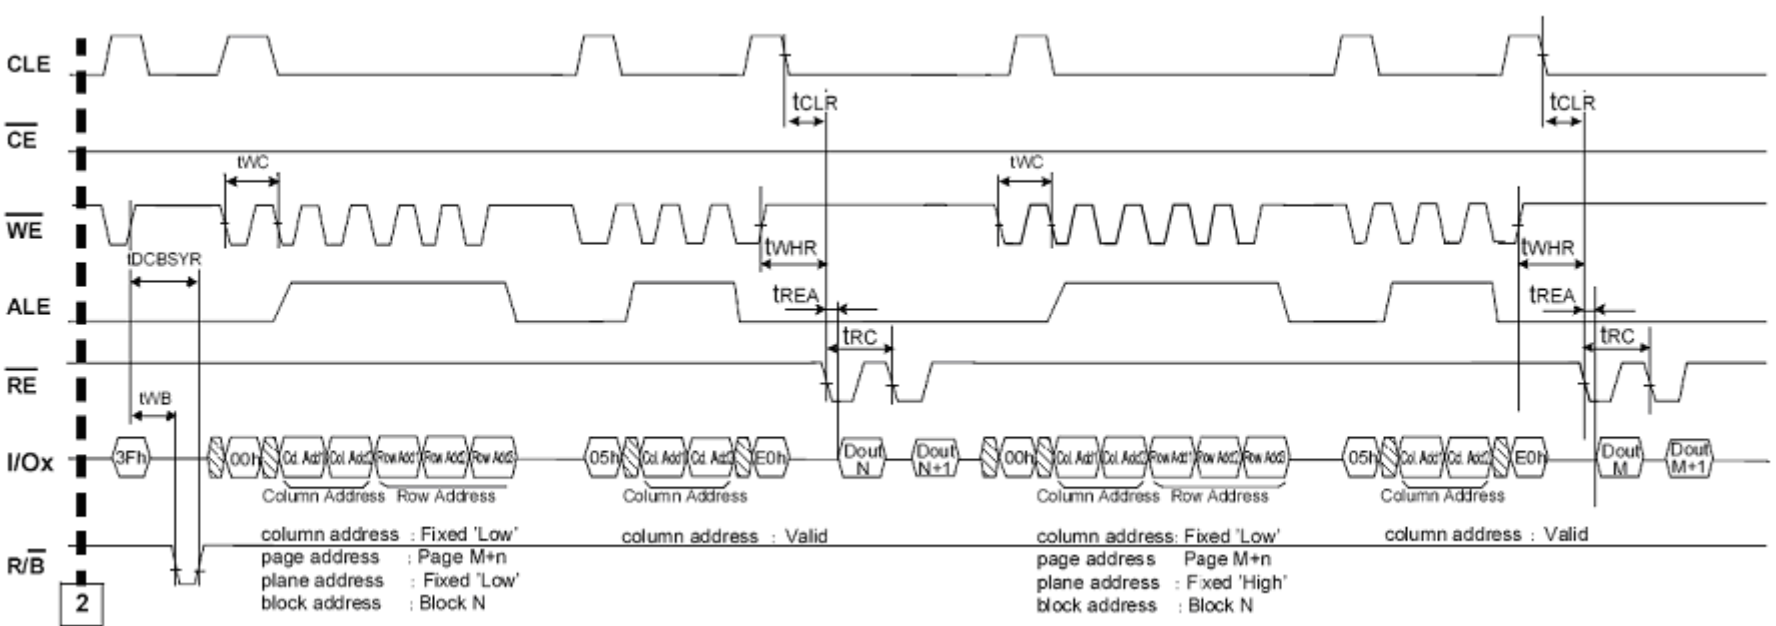 CLE
tCLR tCLR
CE
tWC tWC
WE
tWHR tWHR
tDCBSYR
ALE
tREA tREA
tRC tRC
RE
tWB
I/Ox 3Fh 00h Col. Add1 Col. Add2 Row Add1 Row Add2 Row Add3 05h Col. Add1 Col. Add2 E0h Dout N Dout N+1 00h Col. Add1 Col. Add2 Row Add1 Row Add2 Row Add3 05h Col. Add1 Col. Add2 E0h Dout M Dout M+1
Column Address Row Address Column Address Column Address Row Address Column Address
column address : Fixed 'Low' column address : Valid column address: Fixed 'Low' column address : Valid
R/B page address : Page M+n page address Page M+n
plane address : Fixed 'Low' plane address : Fixed 'High'
block address : Block N block address : Block N
2